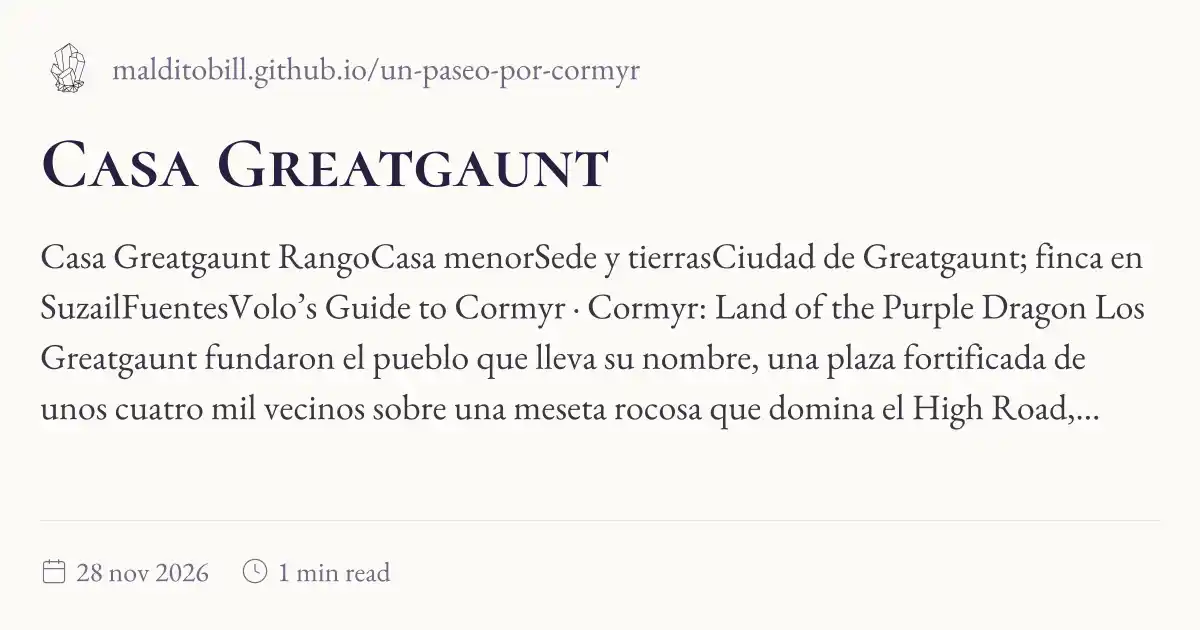 malditobill.github.io/un-paseo-por-cormyr
Casa Greatgaunt
Casa Greatgaunt RangoCasa menorSede y tierrasCiudad de Greatgaunt; finca en
SuzailFuentesVolo’s Guide to Cormyr · Cormyr: Land of the Purple Dragon Los
Greatgaunt fundaron el pueblo que lleva su nombre, una plaza fortificada de
unos cuatro mil vecinos sobre una meseta rocosa que domina el High Road,...
28 nov 2026
1 min read